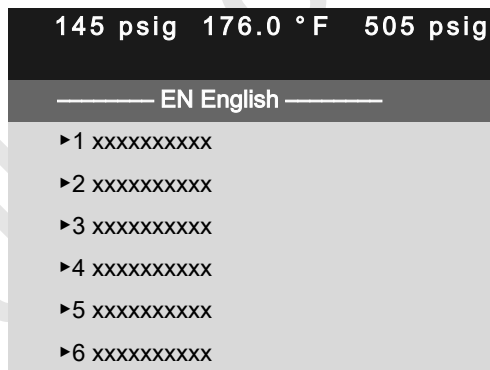 145 psig 176.0 °F 505 psig
———— EN English ————
▸1 xxxxxxxxxx
▸2 xxxxxxxxxx
▸3 xxxxxxxxxx
▸4 xxxxxxxxxx
▸5 xxxxxxxxxx
▸6 xxxxxxxxxx